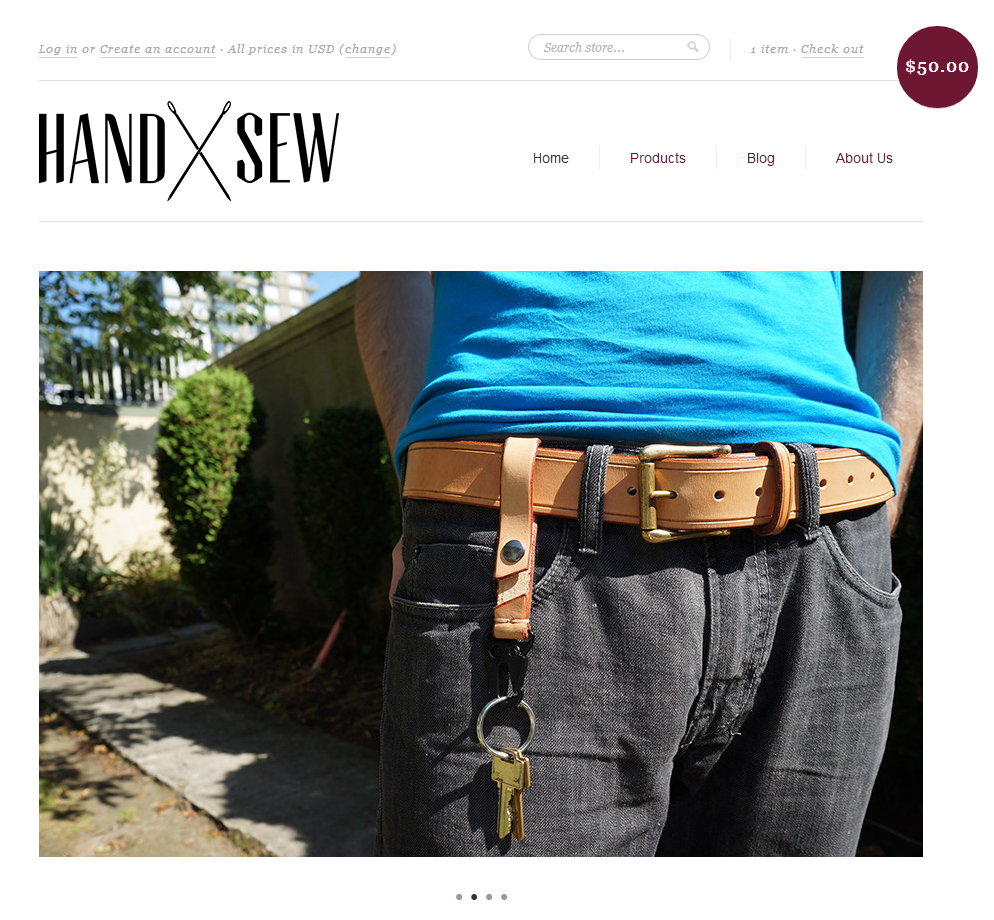 Log in or Create an account · All prices in USD (change)
Search store...
1 item · Check out
$50.00
HAND SEW
Home
Products
Blog
About Us